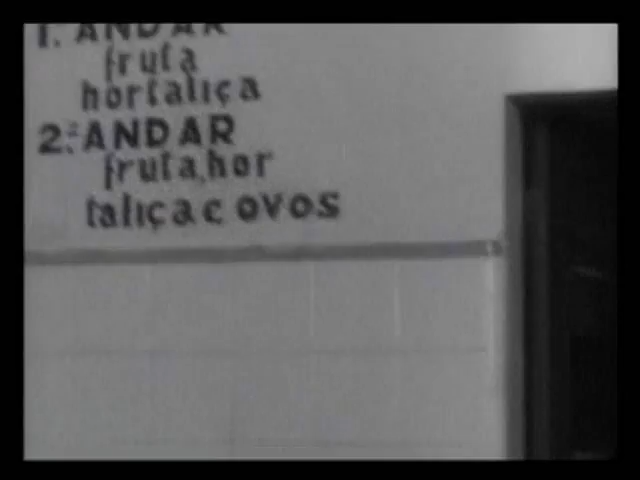 1.º ANDAR
fruta
hortaliça
2.º ANDAR
fruta, hor
taliça e ovos